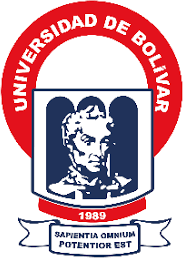 UNIVERSIDAD DE BOLIVAR
1989
SAPIENTIA OMNIUM
POTENTIOR EST